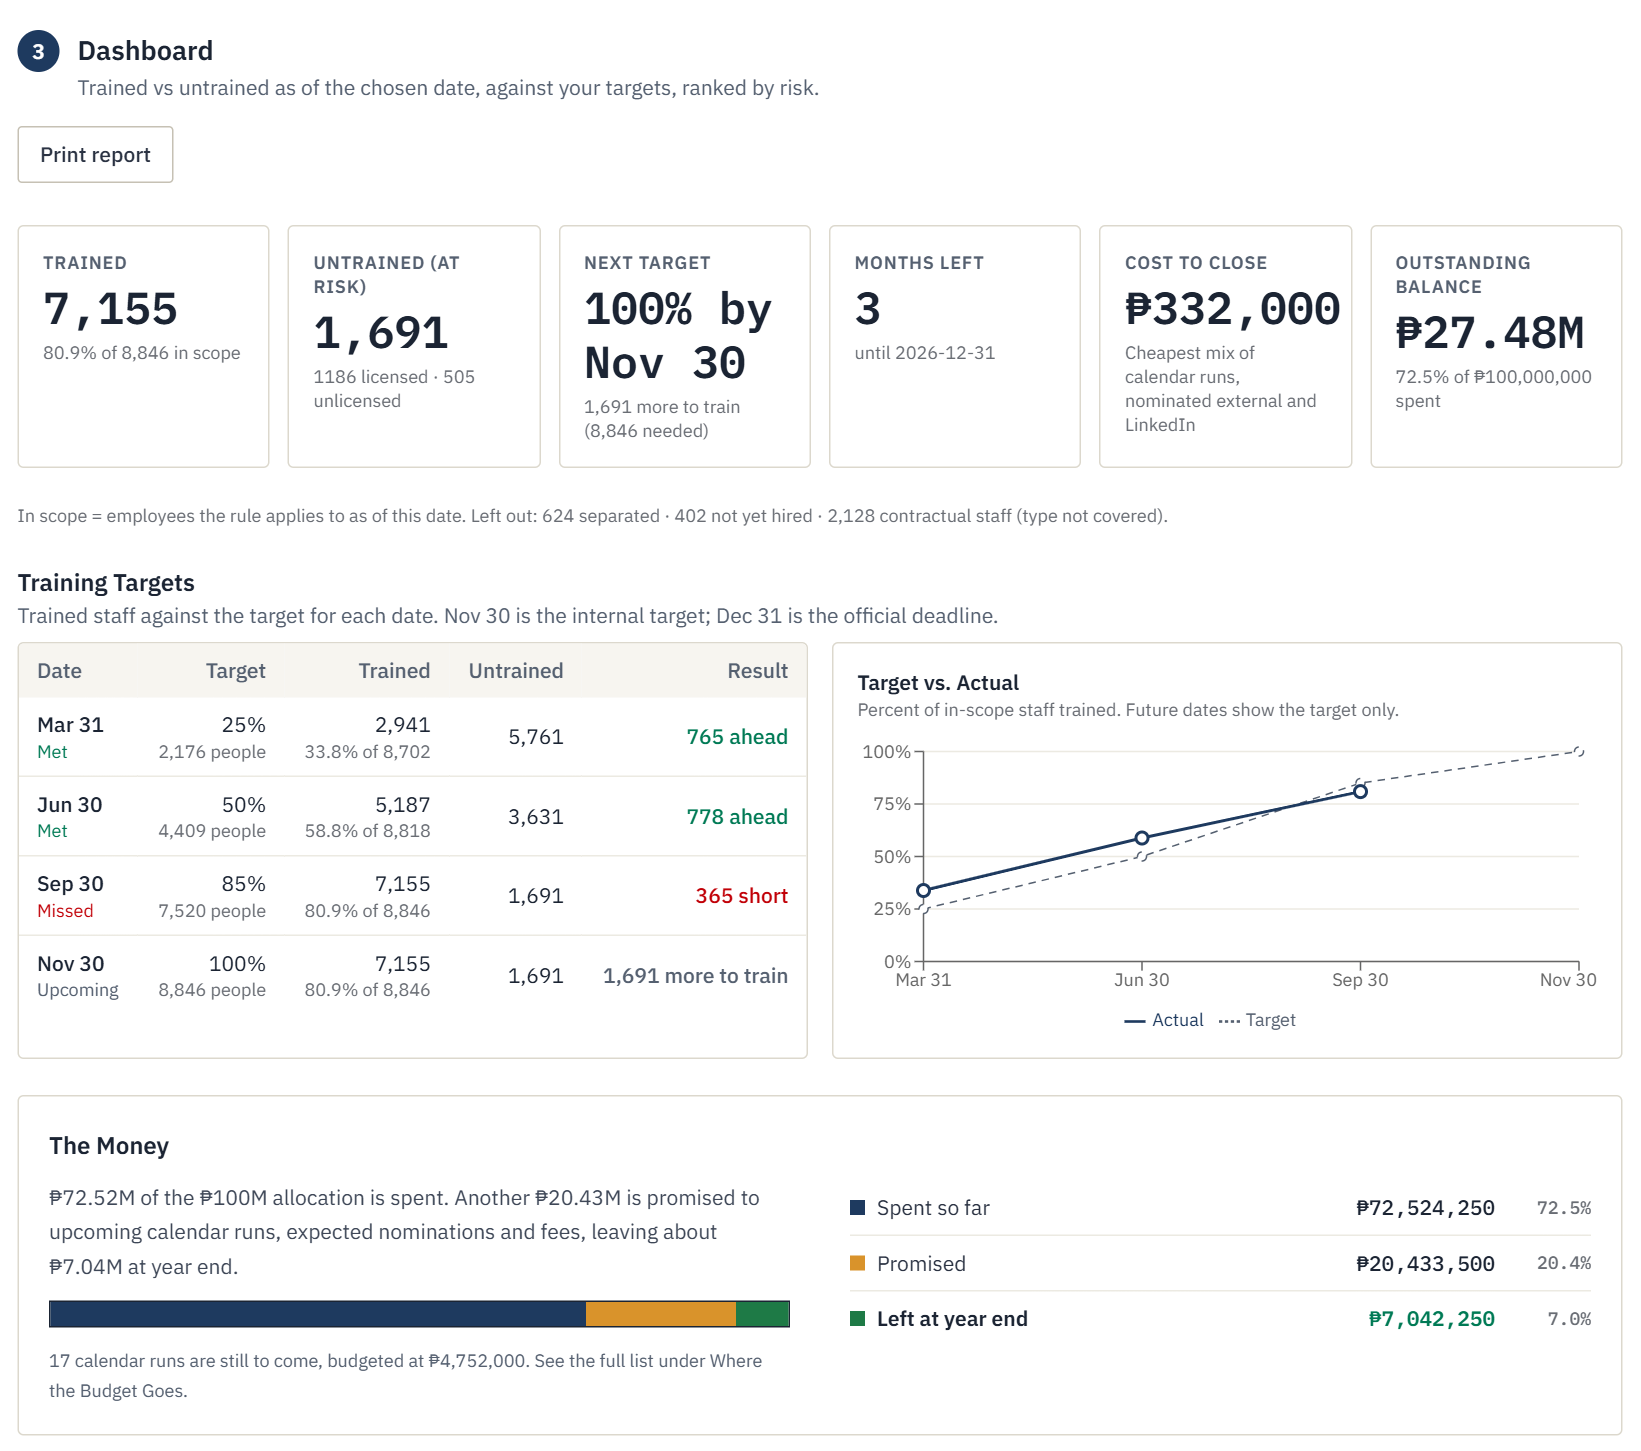 3
Dashboard
Trained vs untrained as of the chosen date, against your targets, ranked by risk.
Print report
TRAINED
7,155
80.9% of 8,846 in scope
UNTRAINED (AT
RISK)
1,691
1186 licensed · 505
unlicensed
NEXT TARGET
100% by
Nov 30
1,691 more to train
(8,846 needed)
MONTHS LEFT
3
until 2026-12-31
COST TO CLOSE
₱332,000
Cheapest mix of
calendar runs,
nominated external and
LinkedIn
OUTSTANDING
BALANCE
₱27.48M
72.5% of ₱100,000,000
spent
In scope = employees the rule applies to as of this date. Left out: 624 separated · 402 not yet hired · 2,128 contractual staff (type not covered).
Training Targets
Trained staff against the target for each date. Nov 30 is the internal target; Dec 31 is the official deadline.
Date Target Trained Untrained Result
Mar 31 25% 2,941 5,761 765 ahead
Met 2,176 people 33.8% of 8,702
Jun 30 50% 5,187 3,631 778 ahead
Met 4,409 people 58.8% of 8,818
Sep 30 85% 7,155 1,691 365 short
Missed 7,520 people 80.9% of 8,846
Nov 30 100% 7,155 1,691 1,691 more to train
Upcoming 8,846 people 80.9% of 8,846
Target vs. Actual
Percent of in-scope staff trained. Future dates show the target only.
100%
75%
50%
25%
0%
Mar 31 Jun 30 Sep 30 Nov 30
Actual Target
The Money
₱72.52M of the ₱100M allocation is spent. Another ₱20.43M is promised to
upcoming calendar runs, expected nominations and fees, leaving about
₱7.04M at year end.
17 calendar runs are still to come, budgeted at ₱4,752,000. See the full list under Where
the Budget Goes.
Spent so far ₱72,524,250 72.5%
Promised ₱20,433,500 20.4%
Left at year end ₱7,042,250 7.0%